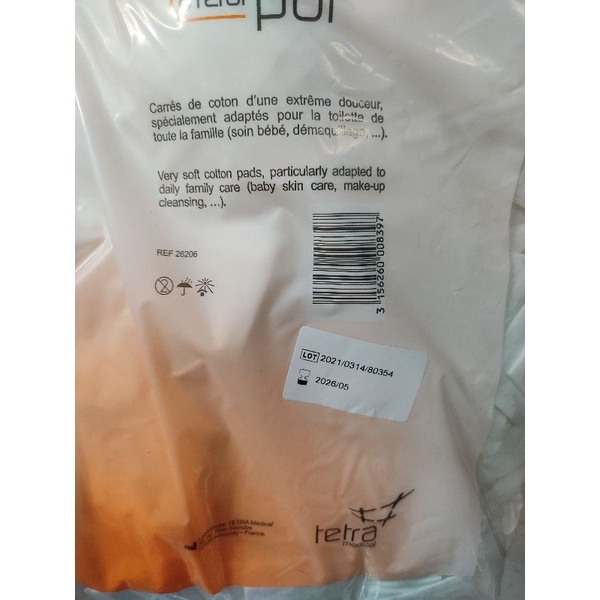 pur
Carrés de coton d'une extrême douceur,
spécialement adaptés pour la toilette de
toute la famille (soin bébé, démaquillage, ...).
Very soft cotton pads, particularly adapted to
daily family care (baby skin care, make-up
cleansing, ...).
REF 26206
3 156260 008397
LOT 2021/0314/80354
2026/05
TETRA Medical
France
tetra
medical